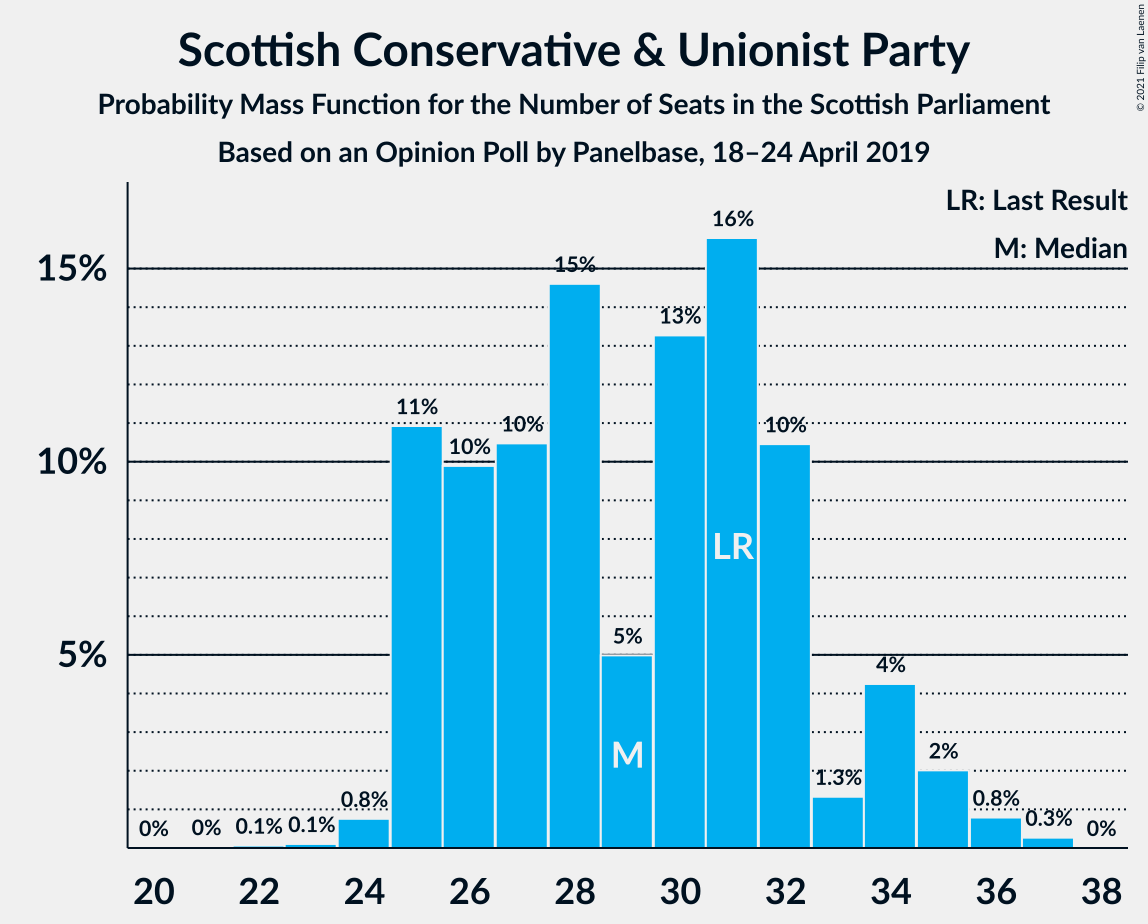 Scottish Conservative & Unionist Party
Probability Mass Function for the Number of Seats in the Scottish Parliament
Based on an Opinion Poll by Panelbase, 18–24 April 2019
© 2021 Filip van Laenen
LR: Last Result
M: Median
15%
10%
5%
0%
0%
0.1%
0.1%
0.8%
11%
10%
10%
15%
5%
13%
16%
10%
1.3%
4%
2%
0.8%
0.3%
0%
LR
M
20 22 24 26 28 30 32 34 36 38